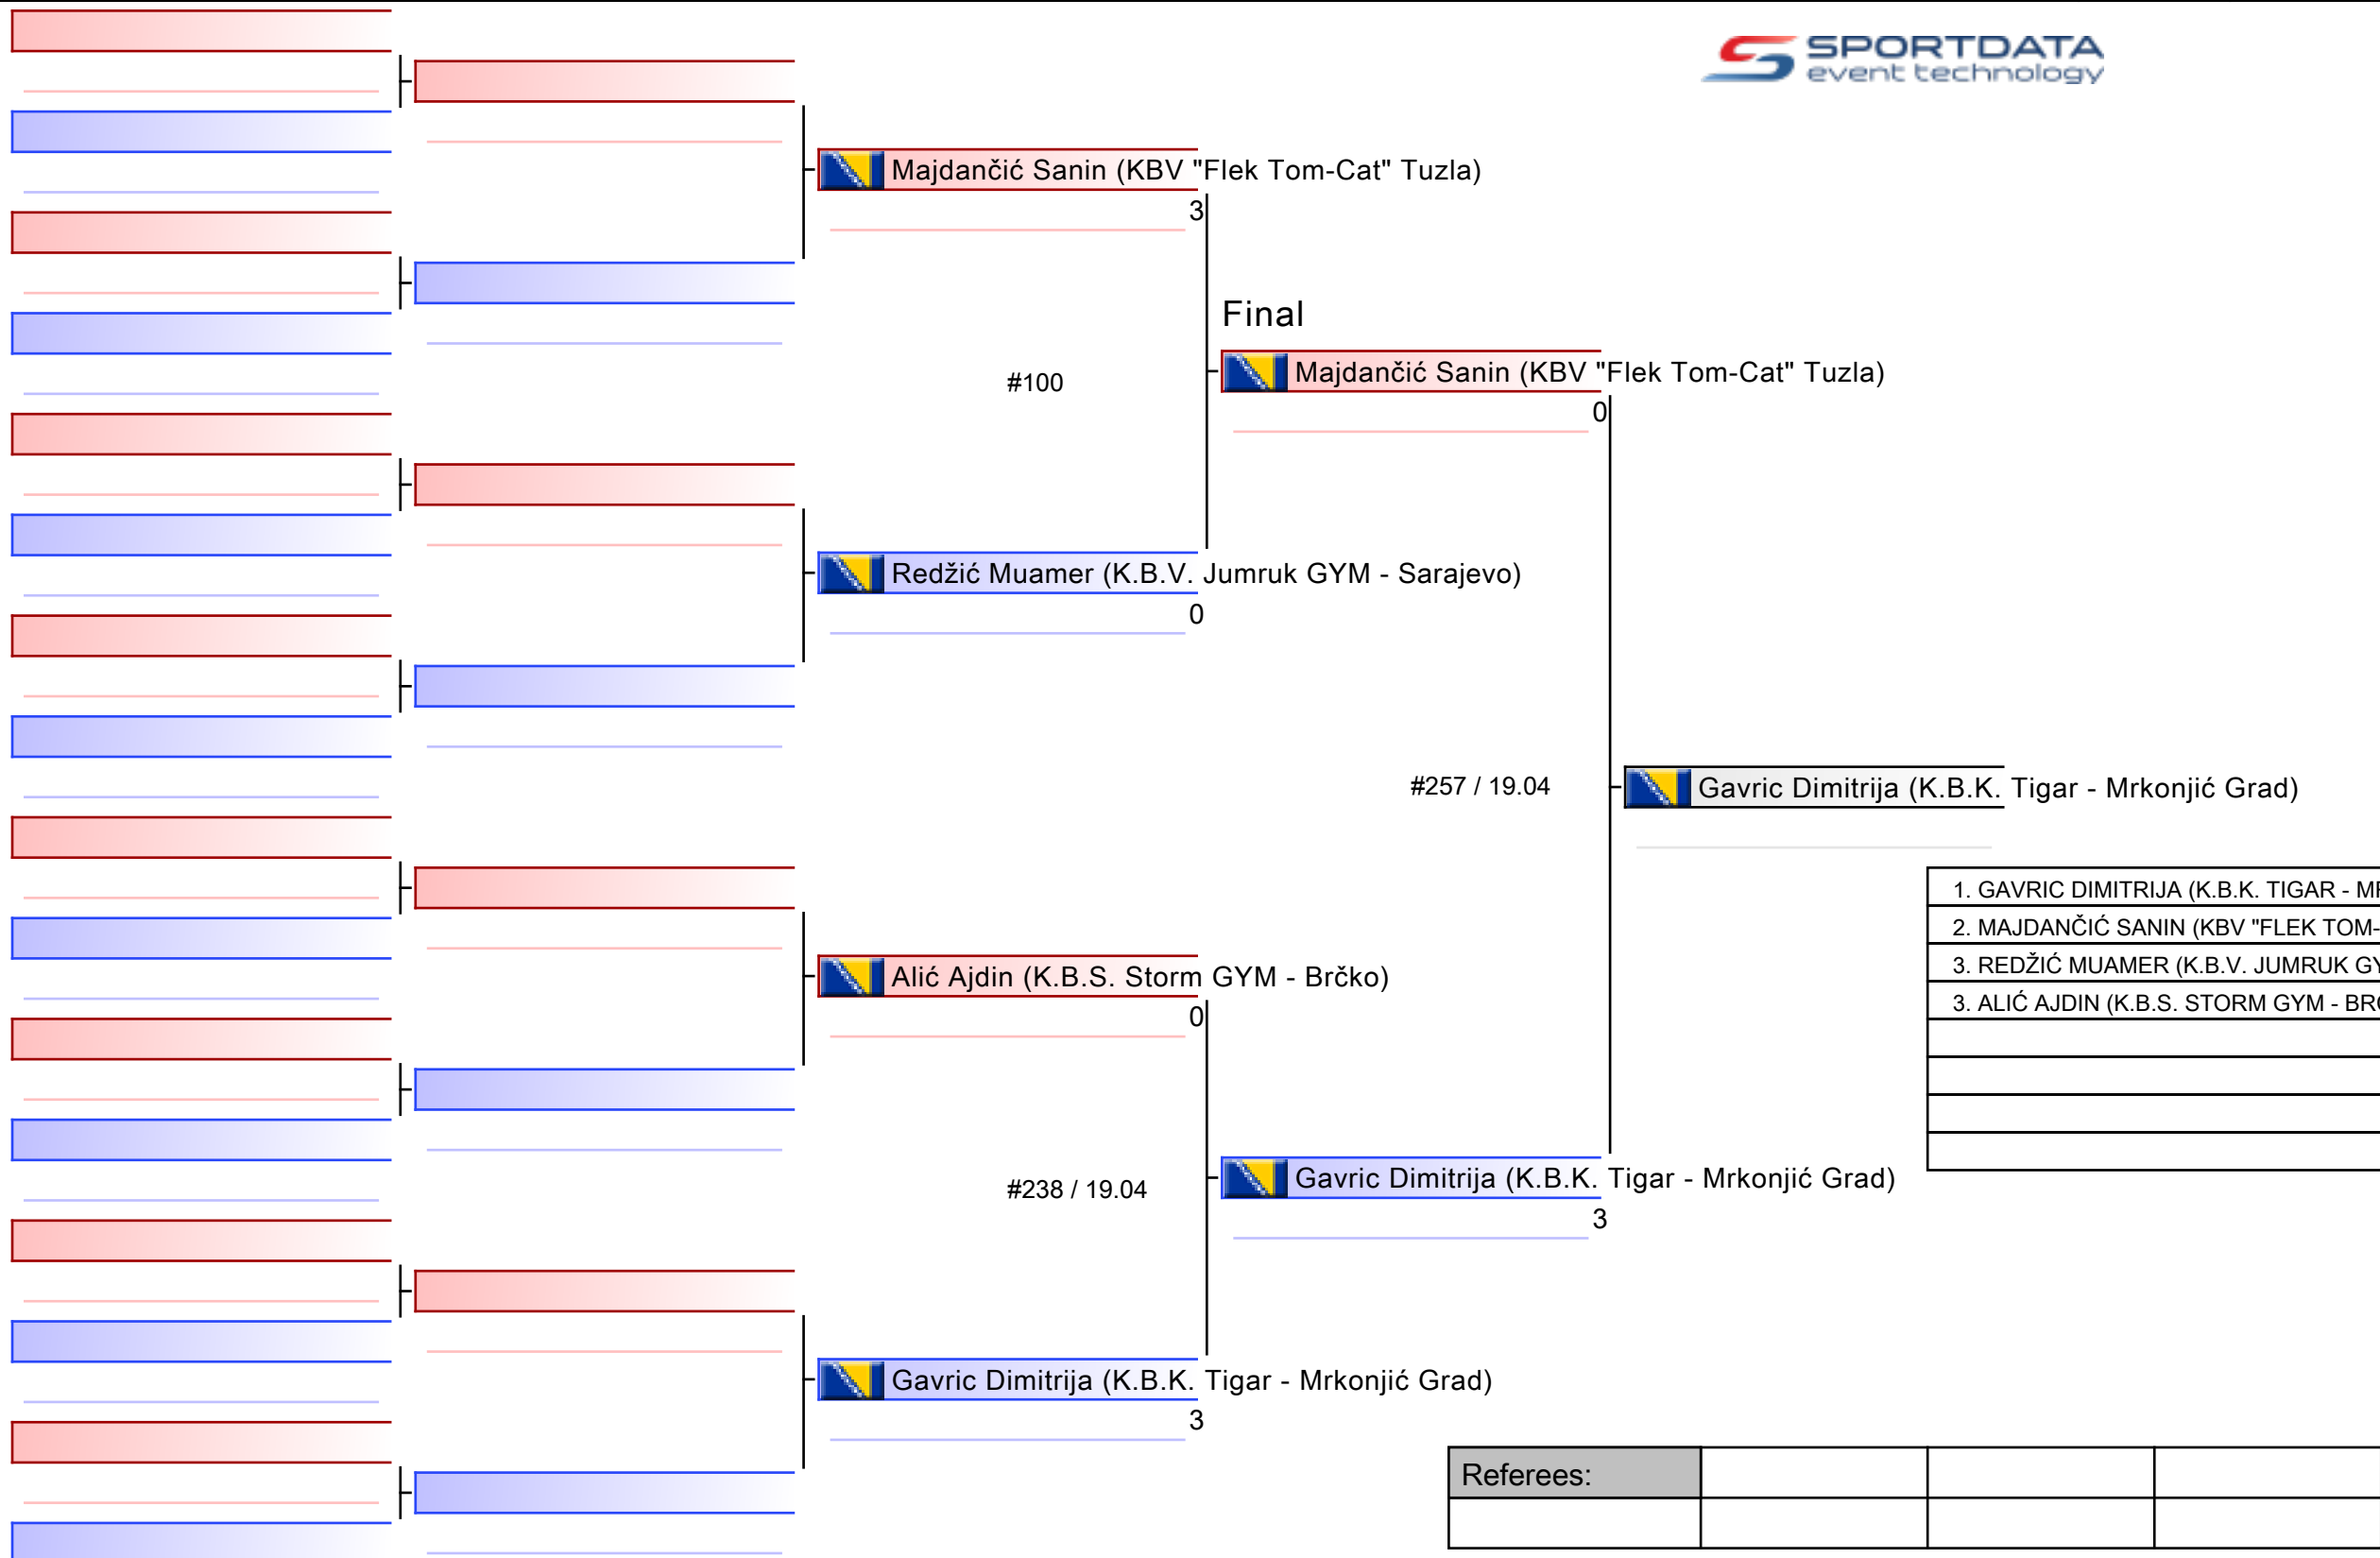 SPORTDATA
event technology
Majdančić Sanin (KBV "Flek Tom-Cat" Tuzla)
3
Final
#100
Majdančić Sanin (KBV "Flek Tom-Cat" Tuzla)
0
Redžić Muamer (K.B.V. Jumruk GYM - Sarajevo)
0
#257 / 19.04
Gavric Dimitrija (K.B.K. Tigar - Mrkonjić Grad)
1. GAVRIC DIMITRIJA (K.B.K. TIGAR - M
2. MAJDANČIĆ SANIN (KBV "FLEK TOM-
3. REDŽIĆ MUAMER (K.B.V. JUMRUK GY
3. ALIĆ AJDIN (K.B.S. STORM GYM - BR
Alić Ajdin (K.B.S. Storm GYM - Brčko)
0
#238 / 19.04
Gavric Dimitrija (K.B.K. Tigar - Mrkonjić Grad)
3
Gavric Dimitrija (K.B.K. Tigar - Mrkonjić Grad)
3
Referees: